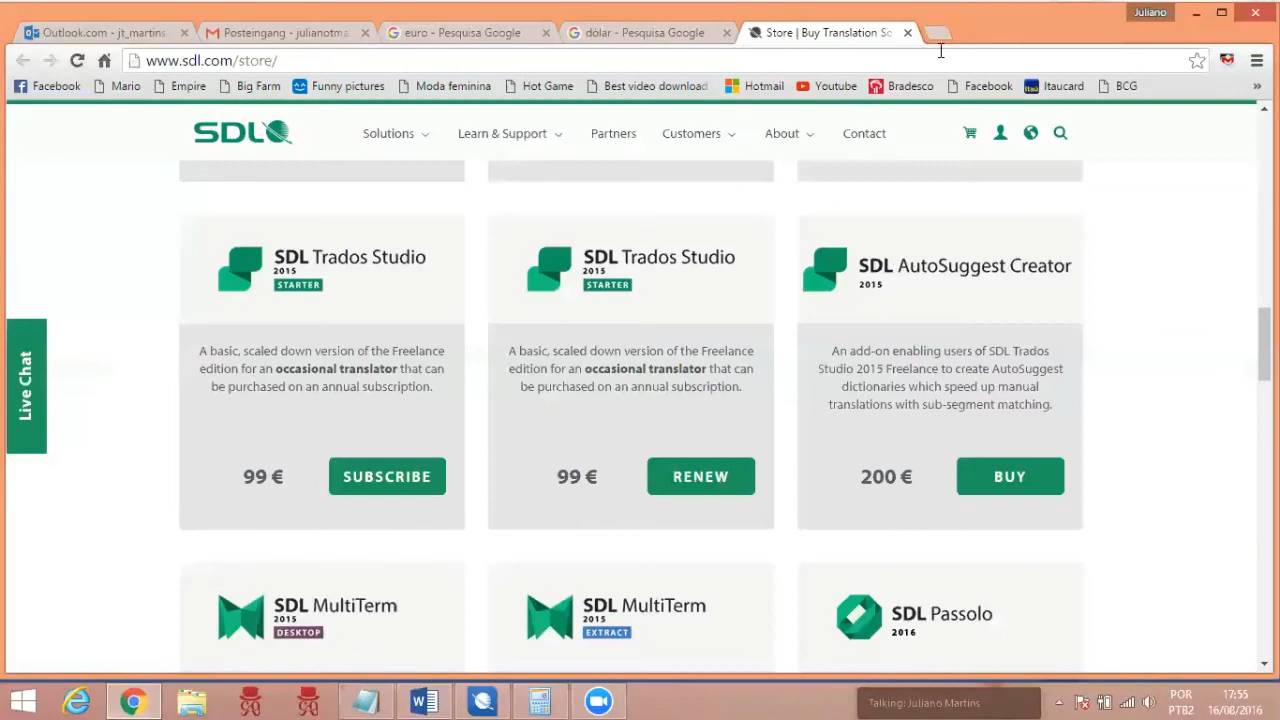 Juliano
Outlook.com - jt_martins
Posteingang - julianotma
euro - Pesquisa Google
dólar - Pesquisa Google
Store | Buy Translation So
www.sdl.com/store/
Facebook
Mario
Empire
Big Farm
Funny pictures
Moda feminina
Hot Game
Best video download
Hotmail
Youtube
Bradesco
Facebook
Itaucard
BCG
SDL
Solutions
Learn & Support
Partners
Customers
About
Contact
Live Chat
SDL Trados Studio
2015
STARTER
A basic, scaled down version of the Freelance
edition for an occasional translator that can
be purchased on an annual subscription.
99 €
SUBSCRIBE
SDL Trados Studio
2015
STARTER
A basic, scaled down version of the Freelance
edition for an occasional translator that can
be purchased on an annual subscription.
99 €
RENEW
SDL AutoSuggest Creator
2015
An add-on enabling users of SDL Trados
Studio 2015 Freelance to create AutoSuggest
dictionaries which speed up manual
translations with sub-segment matching.
200 €
BUY
SDL MultiTerm
2015
DESKTOP
SDL MultiTerm
2015
EXTRACT
SDL Passolo
2016
Talking: Juliano Martins
POR
PTB2
17:55
16/08/2016